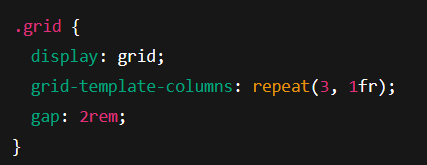 .grid {
  display: grid;
  grid-template-columns: repeat(3, 1fr);
  gap: 2rem;
}